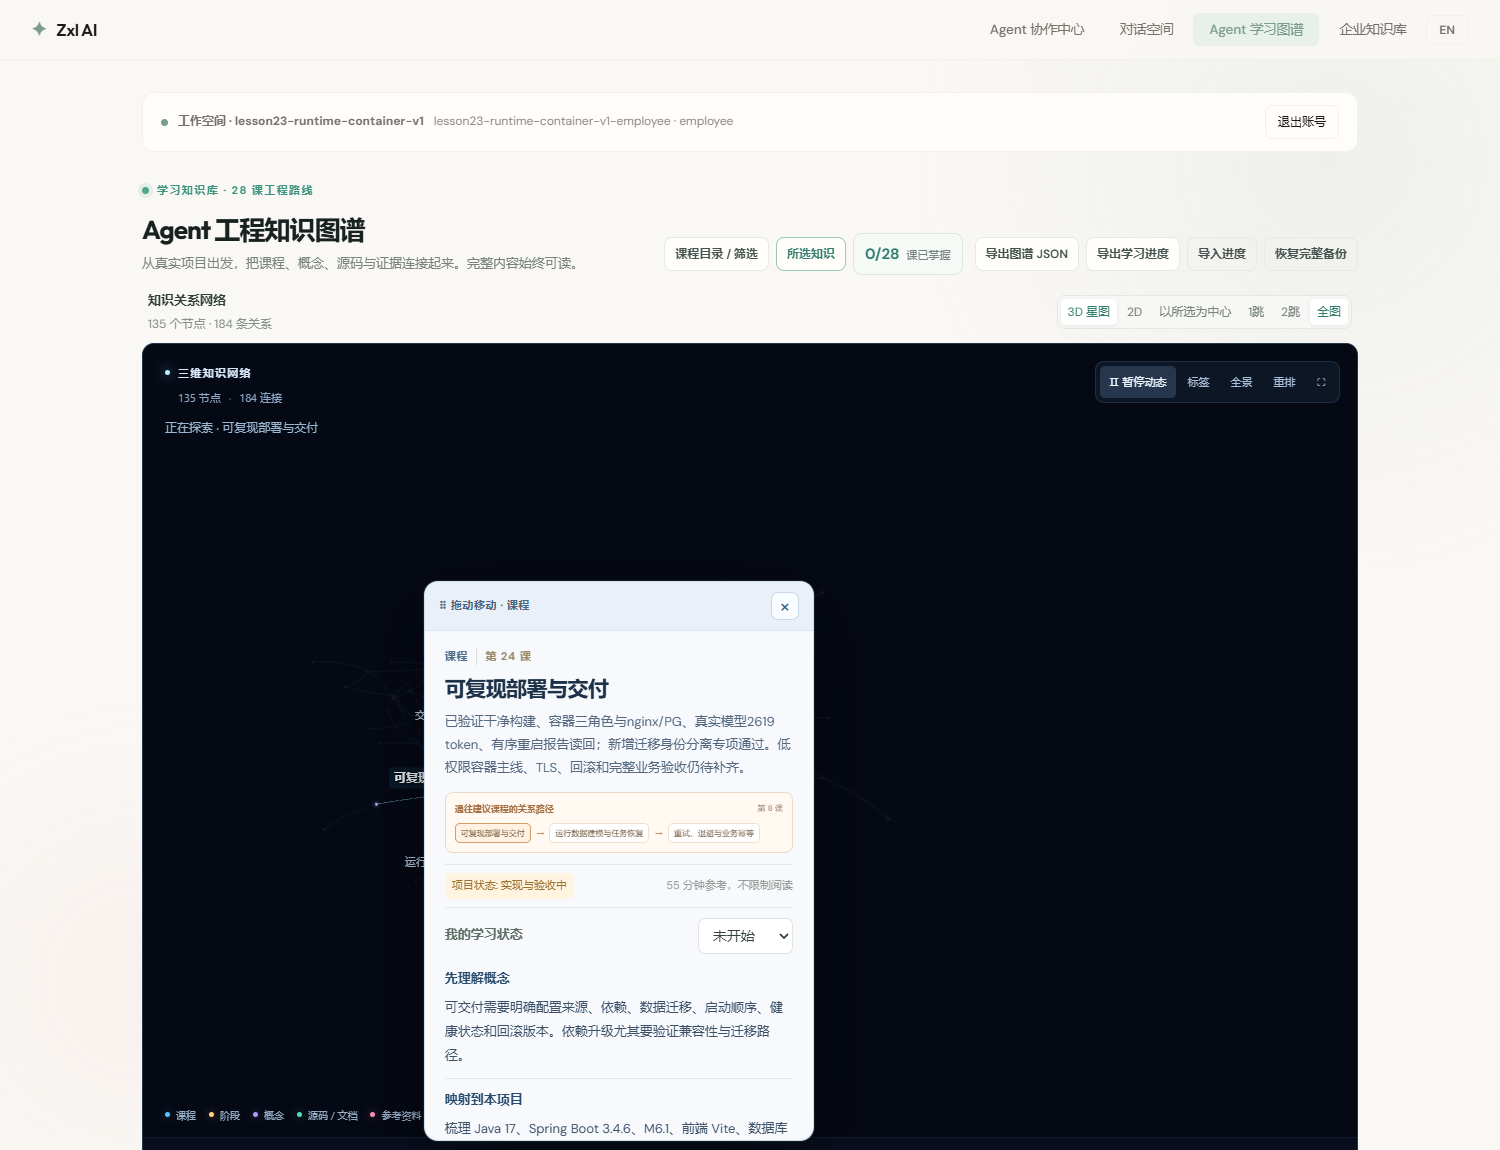 Zxl AI
Agent 协作中心
对话空间
Agent 学习图谱
企业知识库
EN
工作空间 · lesson23-runtime-container-v1 lesson23-runtime-container-v1-employee · employee
退出账号
学习知识库 · 28 课工程路线
Agent 工程知识图谱
从真实项目出发，把课程、概念、源码与证据连接起来。完整内容始终可读。
课程目录 / 筛选
所选知识
0/28 课已掌握
导出图谱 JSON
导出学习进度
导入进度
恢复完整备份
知识关系网络
135 个节点 · 184 条关系
3D 星图
2D
以所选为中心
1跳
2跳
全图
三维知识网络
135 节点 · 184 连接
正在探索 · 可复现部署与交付
暂停动态
标签
全景
重排
拖动移动 · 课程
×
课程
第 24 课
可复现部署与交付
已验证干净构建、容器三角色与nginx/PG、真实模型2619
token、有序重启报告读回；新增迁移身份分离专项通过。低
权限容器主线、TLS、回滚和完整业务验收仍待补齐。
通往建议课程的关系路径
第 8 课
可复现部署与交付 → 运行数据建模与任务恢复 → 重试、退避与业务幂等
项目状态: 实现与验收中
55 分钟参考，不限制阅读
我的学习状态
未开始
先理解概念
可交付需要明确配置来源、依赖、数据迁移、启动顺序、健
康状态和回滚版本。依赖升级尤其要验证兼容性与迁移路
径。
映射到本项目
梳理 Java 17、Spring Boot 3.4.6、M6.1、前端 Vite、数据库
交
可复现
运行
课程
阶段
概念
源码 / 文档
参考资料